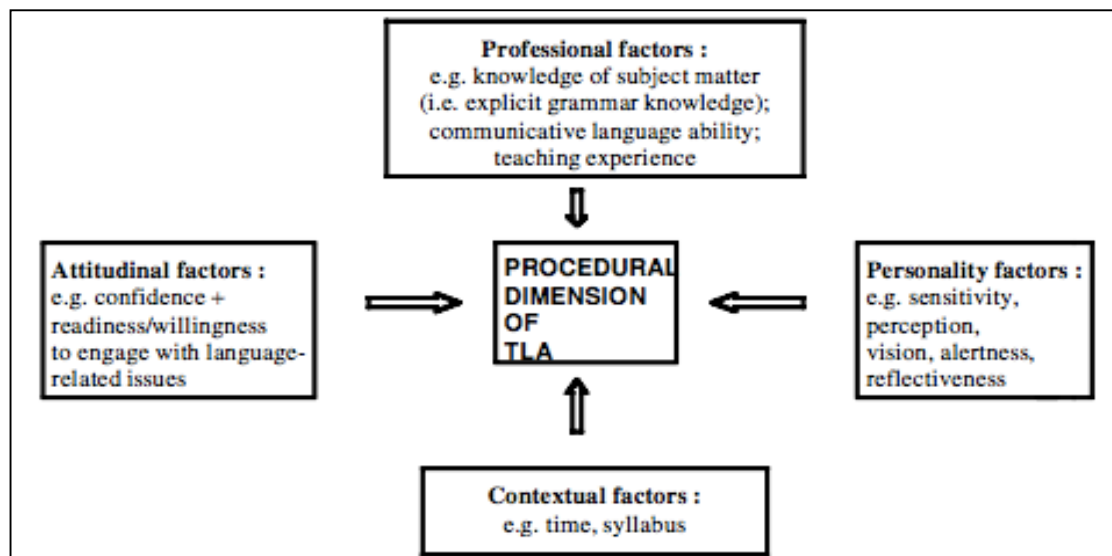 Professional factors :
e.g. knowledge of subject matter
(i.e. explicit grammar knowledge);
communicative language ability;
teaching experience
Attitudinal factors :
e.g. confidence +
readiness/willingness
to engage with language-
related issues
PROCEDURAL
DIMENSION
OF
TLA
Personality factors :
e.g. sensitivity,
perception,
vision, alertness,
reflectiveness
Contextual factors :
e.g. time, syllabus